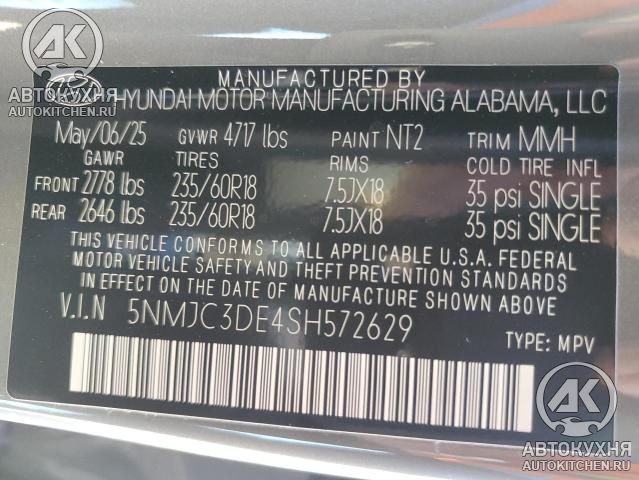 AK
АВТОКУХНЯ
AUTOKITCHEN.RU
MANUFACTURED BY
HYUNDAI MOTOR MANUFACTURING ALABAMA, LLC
May/06/25 GVWR 4717 lbs PAINT NT2 TRIM MMH
GAWR TIRES RIMS COLD TIRE INFL
FRONT 2778 lbs 235/60R18 7.5JX18 35 psi SINGLE
REAR 2646 lbs 235/60R18 7.5JX18 35 psi SINGLE
THIS VEHICLE CONFORMS TO ALL APPLICABLE U.S.A. FEDERAL
MOTOR VEHICLE SAFETY AND THEFT PREVENTION STANDARDS
IN EFFECT ON THE DATE OF MANUFACTURE SHOWN ABOVE
V.I.N 5NMJC3DE4SH572629
TYPE: MPV
AK
АВТОКУХНЯ
AUTOKITCHEN.RU